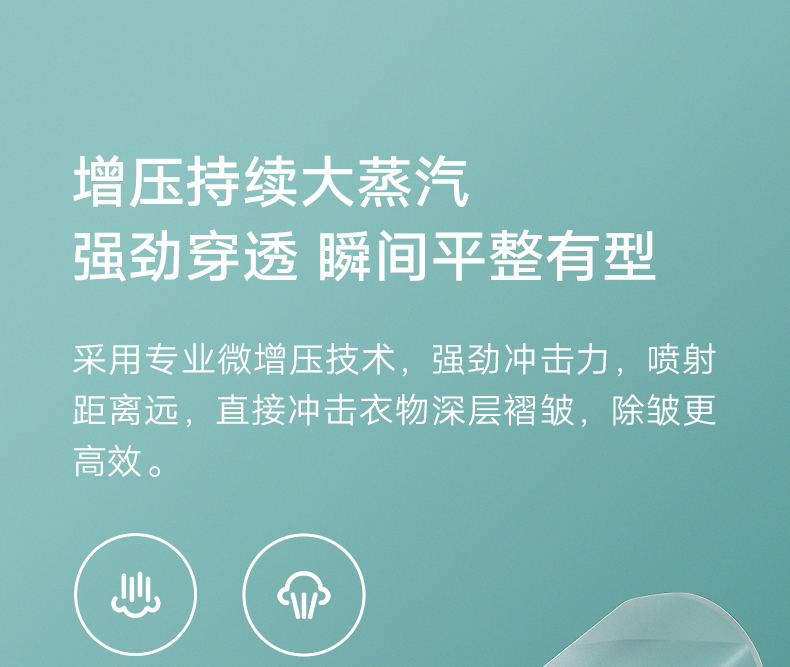 增压持续大蒸汽
强劲穿透 瞬间平整有型
采用专业微增压技术，强劲冲击力，喷射
距离远，直接冲击衣物深层褶皱，除皱更
高效。